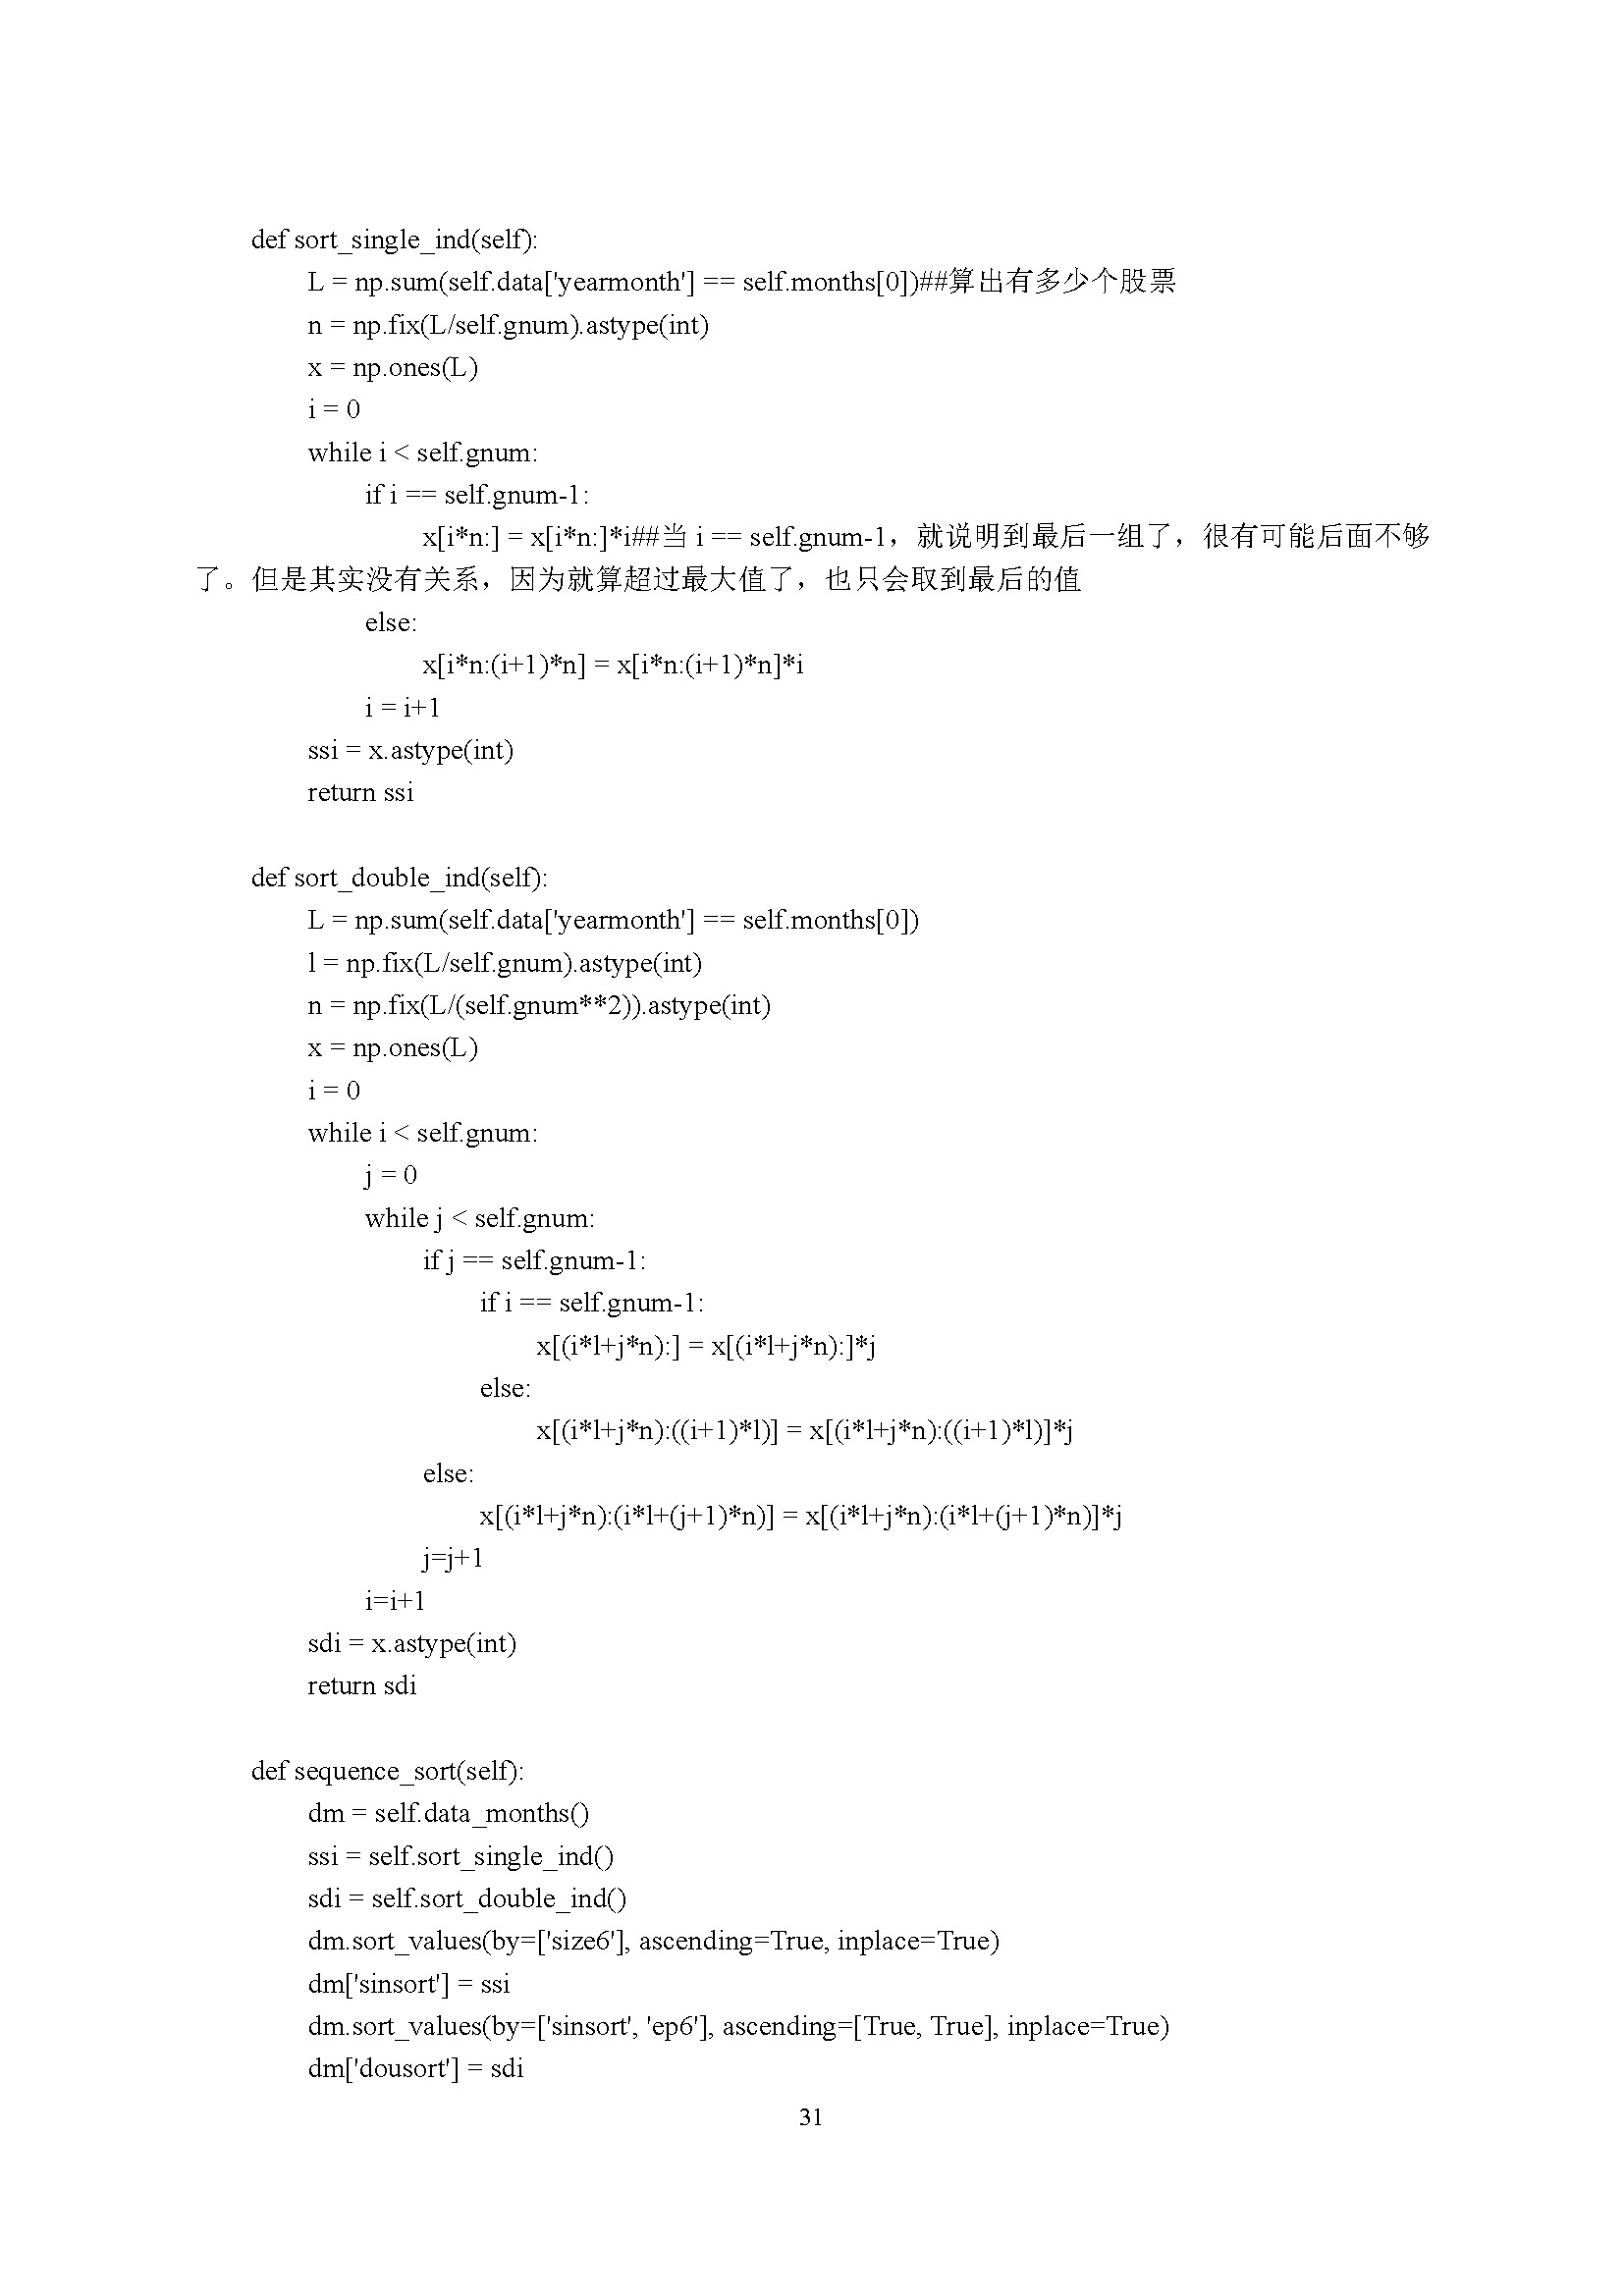 def sort_single_ind(self):
L = np.sum(self.data['yearmonth'] == self.months[0])##算出有多少个股票
n = np.fix(L/self.gnum).astype(int)
x = np.ones(L)
i = 0
while i < self.gnum:
if i == self.gnum-1:
x[i*n:] = x[i*n:]*i##当 i == self.gnum-1，就说明到最后一组了，很有可能后面不够
了。但是其实没有关系，因为就算超过最大值了，也只会取到最后的值
else:
x[i*n:(i+1)*n] = x[i*n:(i+1)*n]*i
i = i+1
ssi = x.astype(int)
return ssi
def sort_double_ind(self):
L = np.sum(self.data['yearmonth'] == self.months[0])
l = np.fix(L/self.gnum).astype(int)
n = np.fix(L/(self.gnum**2)).astype(int)
x = np.ones(L)
i = 0
while i < self.gnum:
j = 0
while j < self.gnum:
if j == self.gnum-1:
if i == self.gnum-1:
x[(i*l+j*n):] = x[(i*l+j*n):]*j
else:
x[(i*l+j*n):((i+1)*l)] = x[(i*l+j*n):((i+1)*l)]*j
else:
x[(i*l+j*n):(i*l+(j+1)*n)] = x[(i*l+j*n):(i*l+(j+1)*n)]*j
j=j+1
i=i+1
sdi = x.astype(int)
return sdi
def sequence_sort(self):
dm = self.data_months()
ssi = self.sort_single_ind()
sdi = self.sort_double_ind()
dm.sort_values(by=['size6'], ascending=True, inplace=True)
dm['sinsort'] = ssi
dm.sort_values(by=['sinsort', 'ep6'], ascending=[True, True], inplace=True)
dm['dousort'] = sdi
31